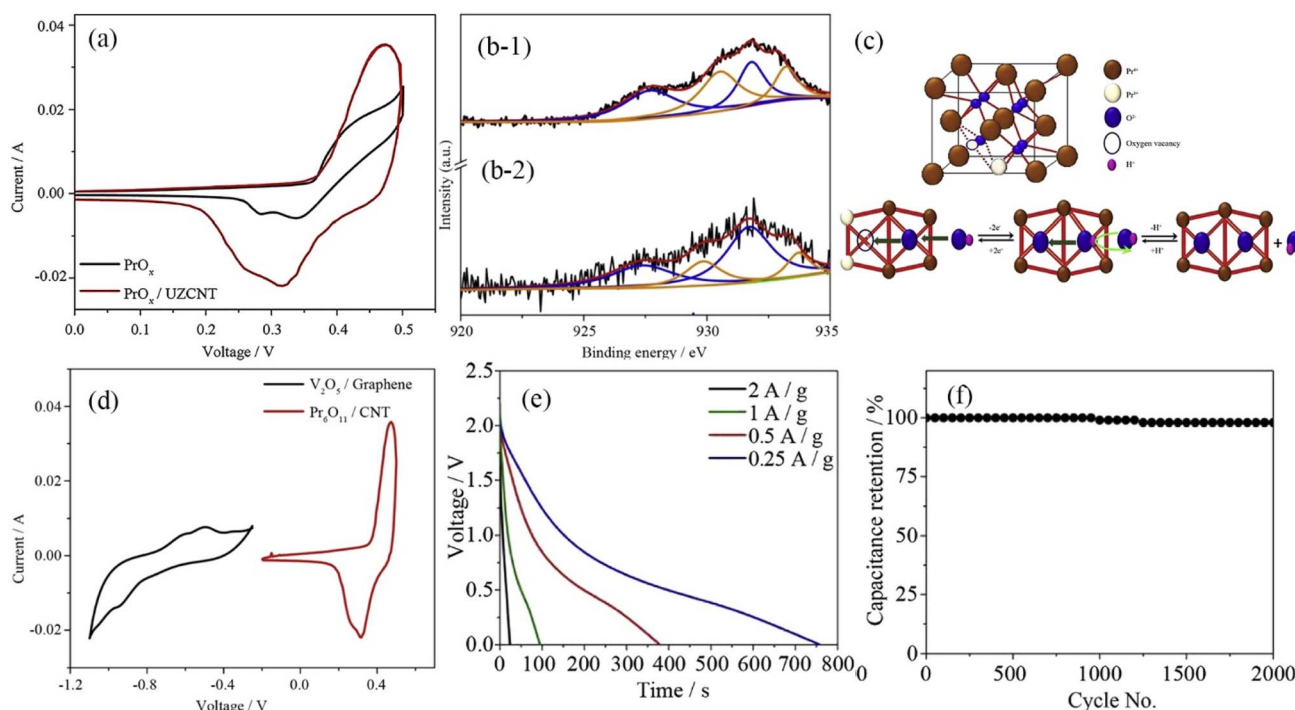 (a)
0.04
0.02
0.00
-0.02
Current / A
PrOₓ
PrOₓ / UZCNT
0.0 0.1 0.2 0.3 0.4 0.5
Voltage / V
(b-1)
(b-2)
Intensity (a.u.)
920 925 930 935
Binding energy / eV
(c)
Pr⁴⁺
Pr³⁺
O²⁻
Oxygen vacancy
H⁺
-2e⁻
+2e⁻
-H⁺
+H⁺
+
(d)
V₂O₅ / Graphene
Pr₆O₁₁ / CNT
0.04
0.02
0.00
-0.02
Current / A
-1.2 -0.6 0.0 0.4
Voltage / V
(e)
2 A / g
1 A / g
0.5 A / g
0.25 A / g
2.5
2.0
1.5
1.0
0.5
0.0
Voltage / V
0 100 200 300 400 500 600 700 800
Time / s
(f)
125
100
75
50
25
0
Capacitance retention / %
0 500 1000 1500 2000
Cycle No.